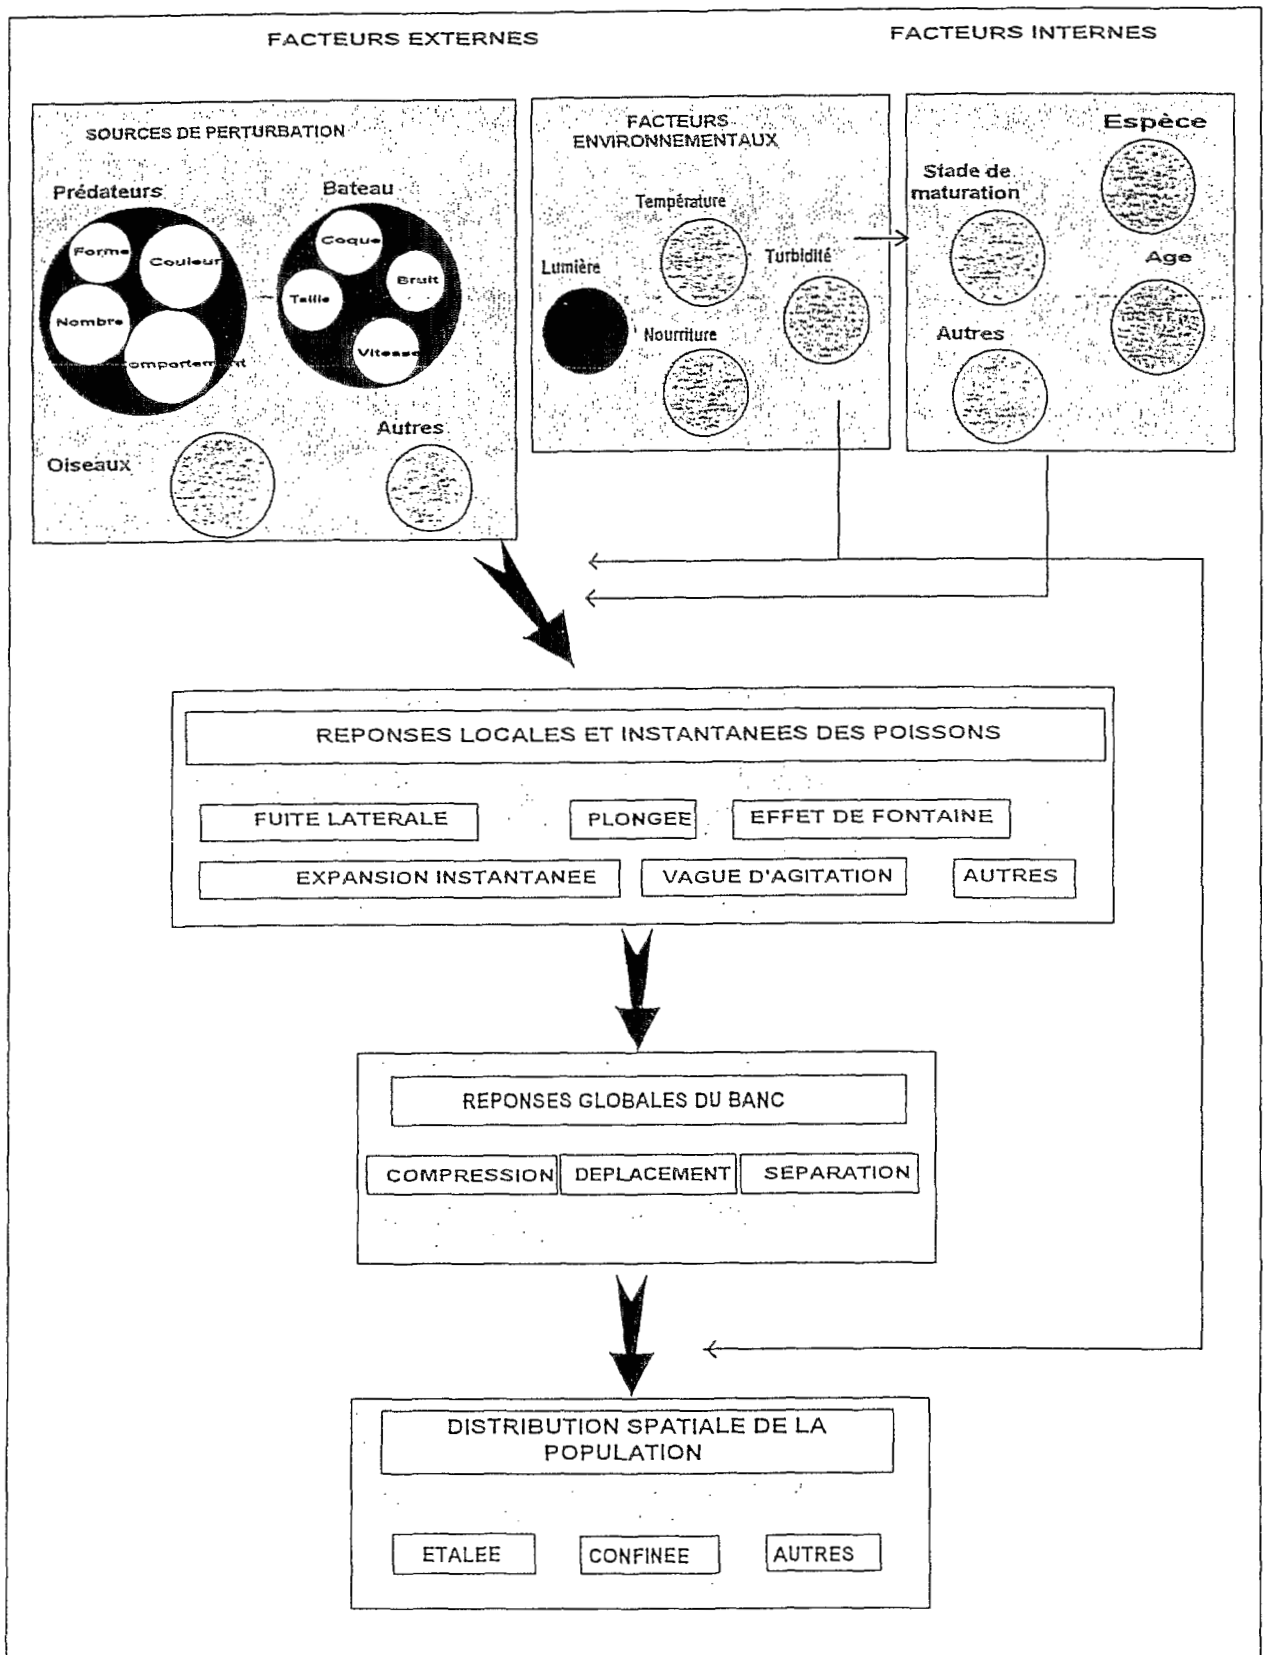 FACTEURS EXTERNES
FACTEURS INTERNES
SOURCES DE PERTURBATION
Prédateurs
Forme
Couleur
Nombre
omportement
Bateau
Coque
Bruit
Taille
Vitesse
Oiseaux
Autres
FACTEURS
ENVIRONNEMENTAUX
Température
Lumière
Turbidité
Nourriture
Espèce
Stade de
maturation
Age
Autres
REPONSES LOCALES ET INSTANTANEES DES POISSONS
FUITE LATERALE
PLONGEE
EFFET DE FONTAINE
EXPANSION INSTANTANEE
VAGUE D'AGITATION
AUTRES
REPONSES GLOBALES DU BANC
COMPRESSION
DEPLACEMENT
SEPARATION
DISTRIBUTION SPATIALE DE LA
POPULATION
ETALEE
CONFINEE
AUTRES